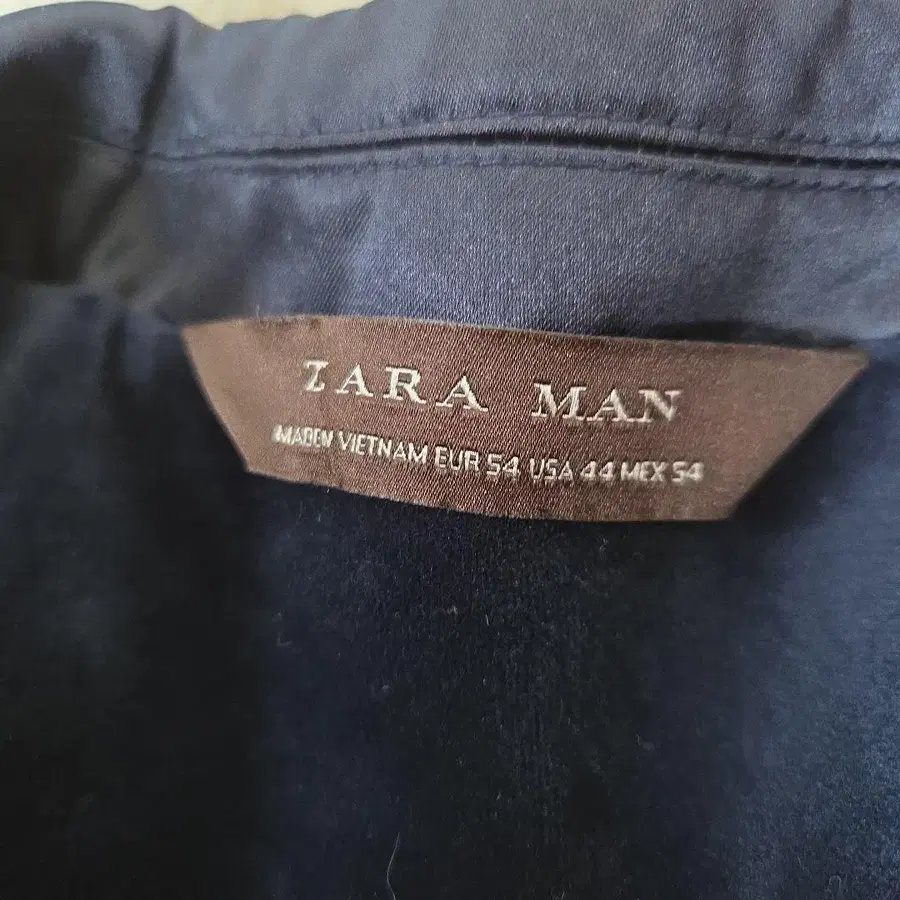 ZARA MAN
MADE IN VIETNAM EUR 54 USA 44 MEX 54